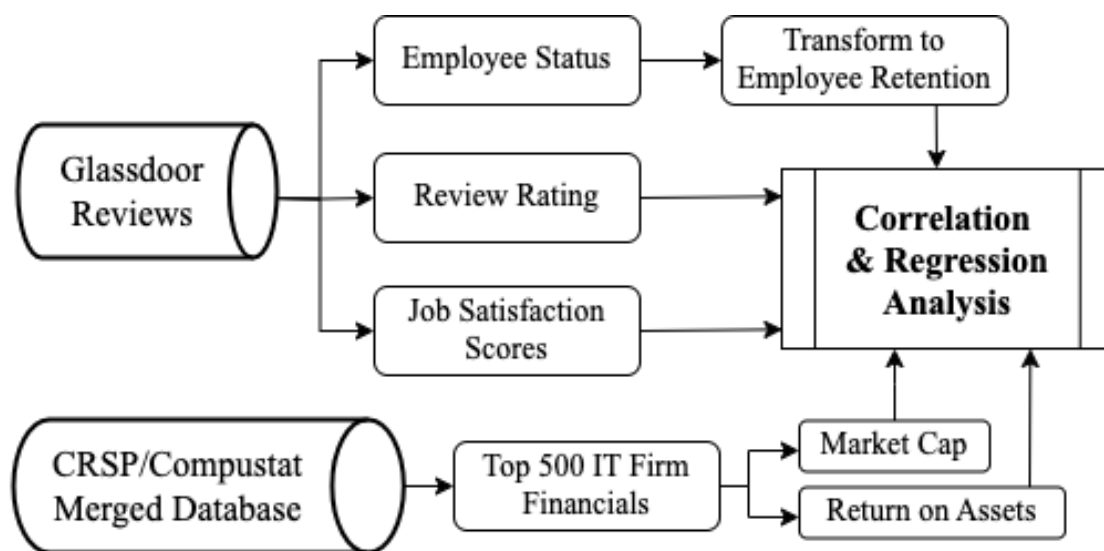 Employee Status
Transform to
Employee Retention
Glassdoor
Reviews
Review Rating
Correlation
& Regression
Analysis
Job Satisfaction
Scores
CRSP/Compustat
Merged Database
Top 500 IT Firm
Financials
Market Cap
Return on Assets